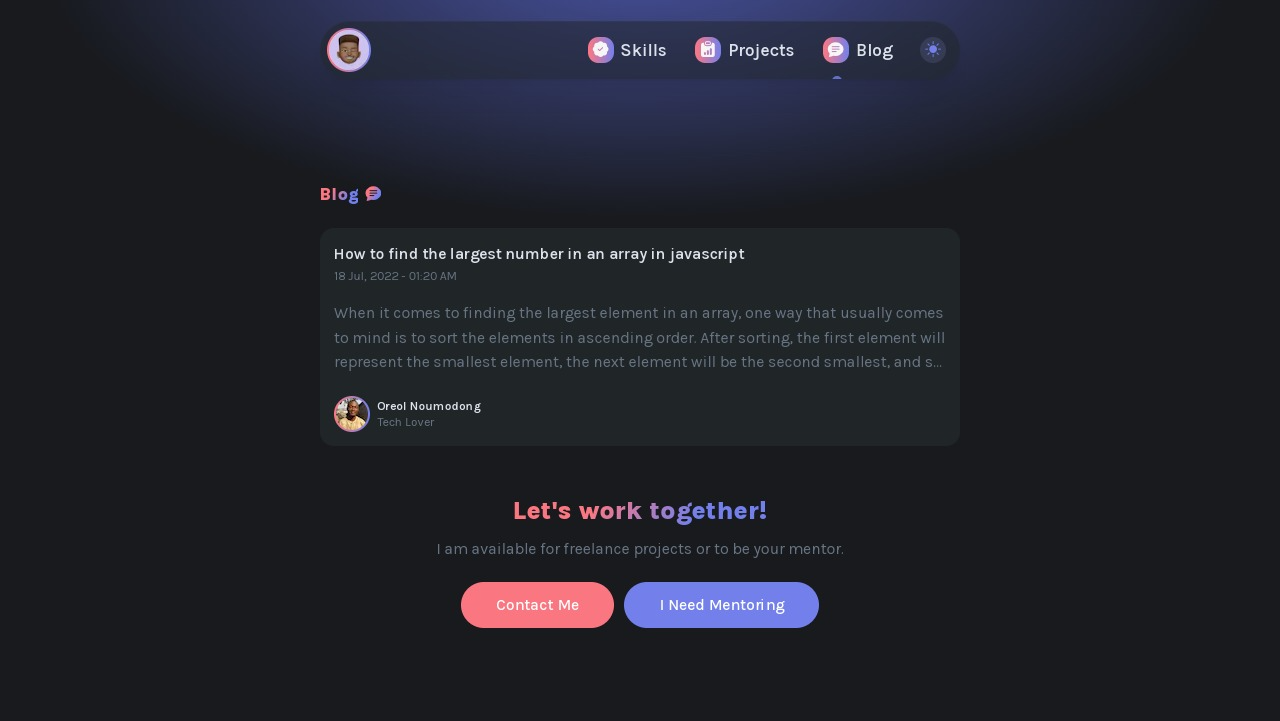 Skills
Projects
Blog
Blog
How to find the largest number in an array in javascript
18 Jul, 2022 - 01:20 AM
When it comes to finding the largest element in an array, one way that usually comes
to mind is to sort the elements in ascending order. After sorting, the first element will
represent the smallest element, the next element will be the second smallest, and s...
Oreol Noumodong
Tech Lover
Let's work together!
I am available for freelance projects or to be your mentor.
Contact Me
I Need Mentoring